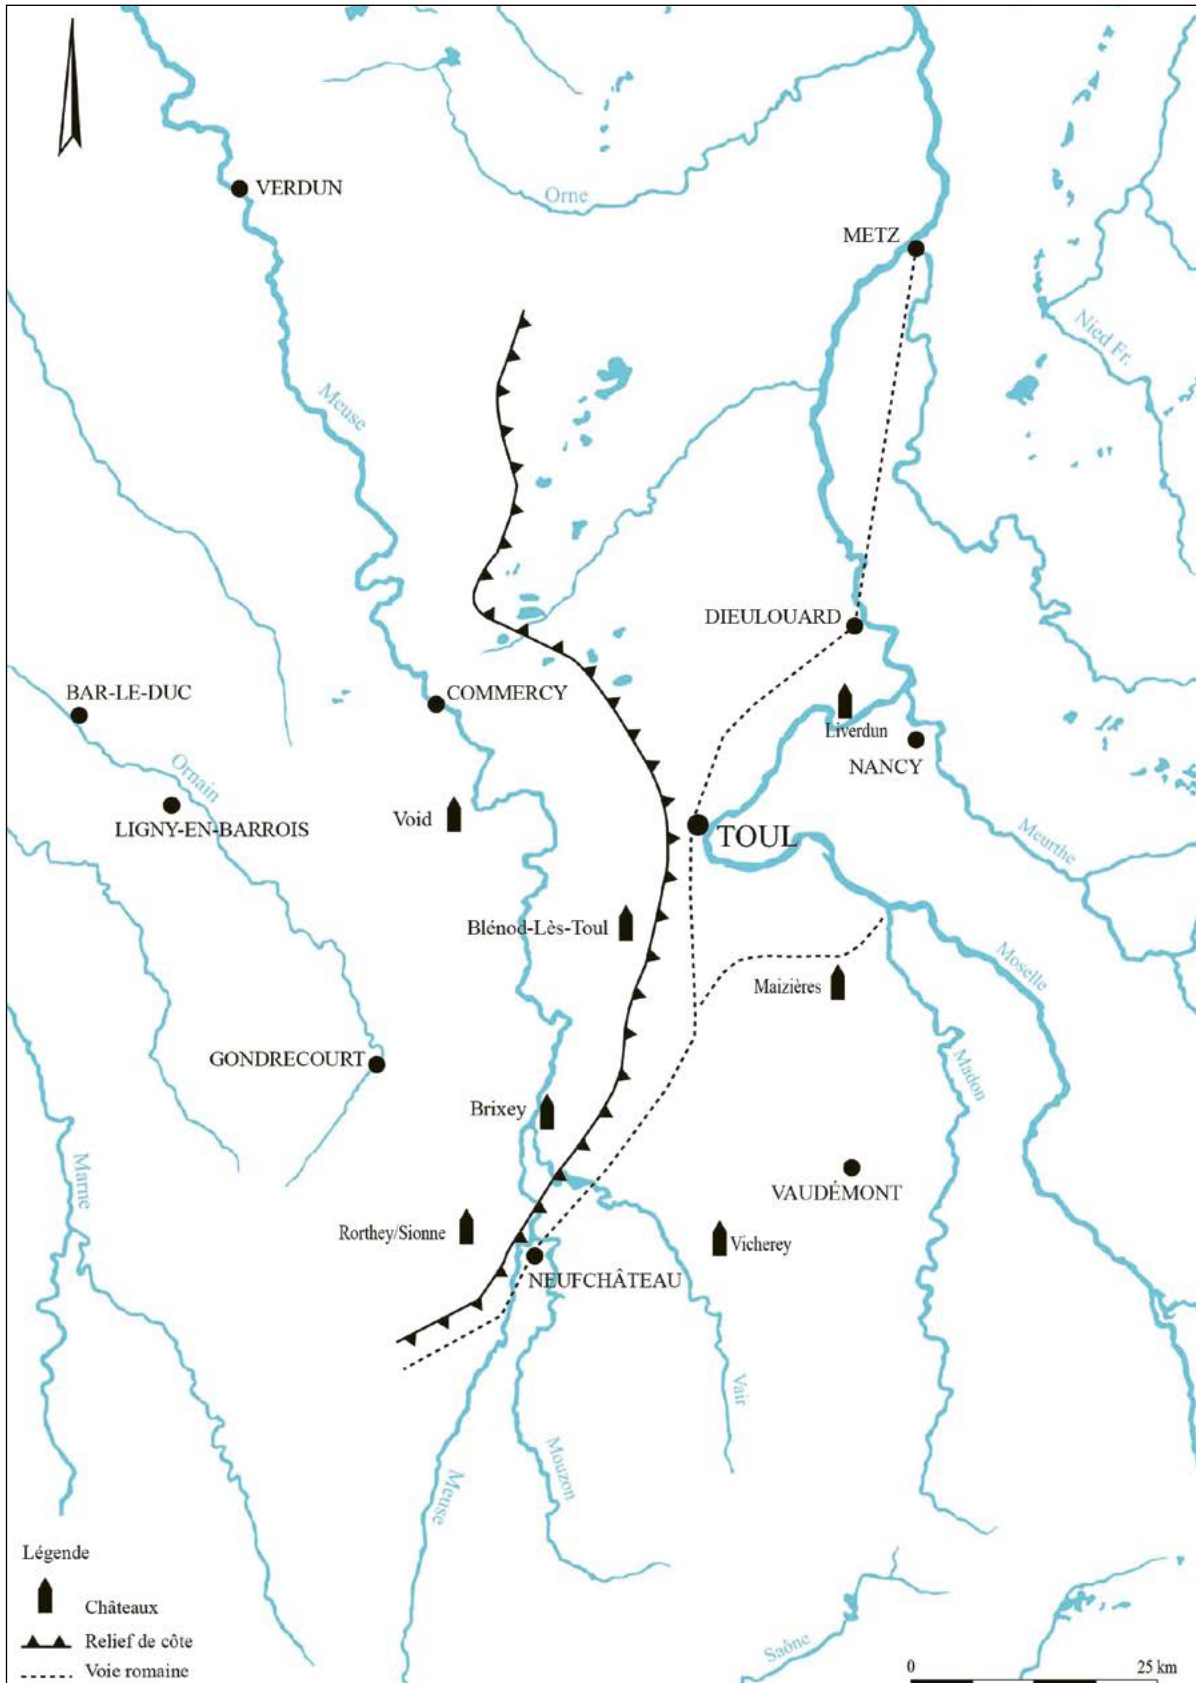 VERDUN
Orne
METZ
Nied Fr.
Meuse
DIEULOUARD
BAR-LE-DUC
COMMERCY
Liverdun
NANCY
Ornain
LIGNY-EN-BARROIS
Void
TOUL
Meurthe
Blénod-Lès-Toul
Moselle
Maizières
GONDRECOURT
Madon
Brixey
Marne
VAUDÉMONT
Rorthey/Sionne
Vicherey
NEUFCHÂTEAU
Vair
Mouzon
Meuse
Légende
Châteaux
Relief de côte
Voie romaine
Saône
0 25 km